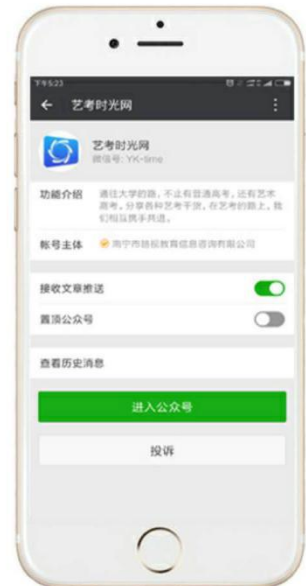 下午5:23
艺考时光网
艺考时光网
微信号: YK-time
功能介绍
通往大学的路，不止有普通高考，还有艺术
高考。分享各种艺考干货，在艺考的路上，我
们相互携手共进。
帐号主体
南宁市
教育信息咨询有限公司
接收文章推送
置顶公众号
查看历史消息
进入公众号
投诉